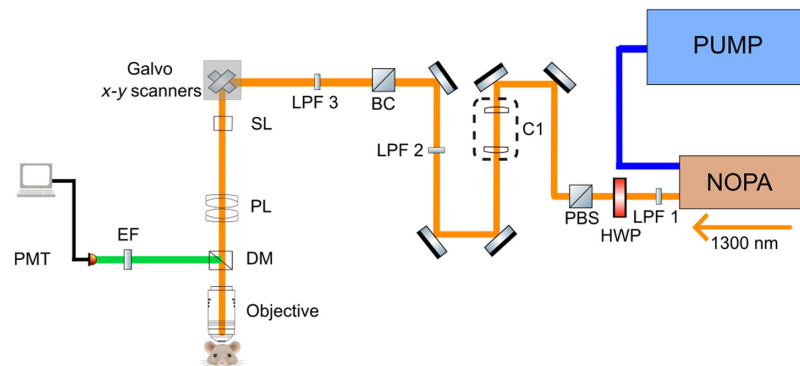 PUMP
Galvo
x-y scanners
LPF 3
BC
C1
SL
LPF 2
NOPA
PL
PBS
HWP
LPF 1
1300 nm
EF
PMT
DM
Objective